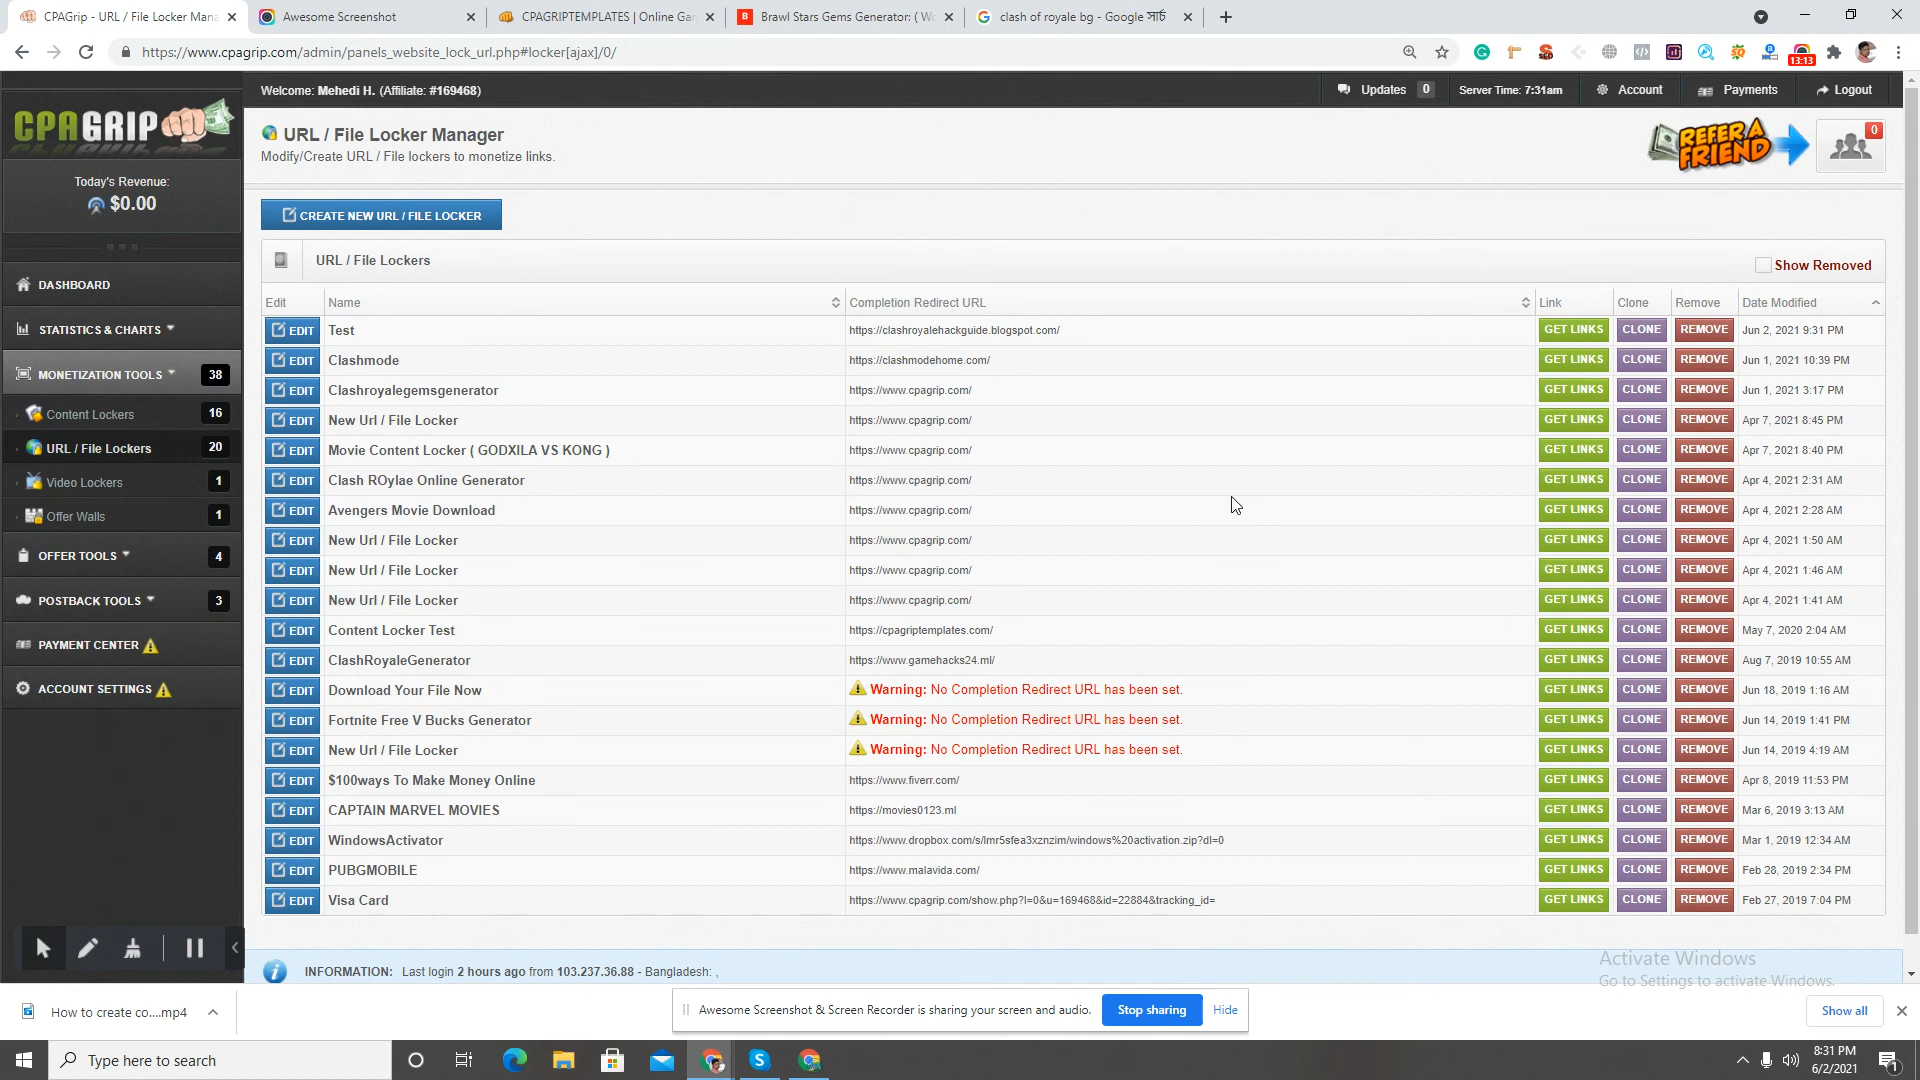 CPAGrip - URL / File Locker Mana
Awesome Screenshot
CPAGRIPTEMPLATES | Online Gan
Brawl Stars Gems Generator: ( Wo
clash of royale bg - Google সার্চ
https://www.cpagrip.com/admin/panels_website_lock_url.php#locker[ajax]/0/
13:13
CPAGRIP
Welcome: Mehedi H. (Affiliate: #169468)
Updates 0
Server Time: 7:31am
Account
Payments
Logout
URL / File Locker Manager
Modify/Create URL / File lockers to monetize links.
REFER A FRIEND
0
Today's Revenue:
$0.00
CREATE NEW URL / FILE LOCKER
URL / File Lockers
Show Removed
DASHBOARD
STATISTICS & CHARTS
MONETIZATION TOOLS 38
Content Lockers 16
URL / File Lockers 20
Video Lockers 1
Offer Walls 1
OFFER TOOLS 4
POSTBACK TOOLS 3
PAYMENT CENTER
ACCOUNT SETTINGS
Edit Name Completion Redirect URL Link Clone Remove Date Modified
EDIT Test https://clashroyalehackguide.blogspot.com/ GET LINKS CLONE REMOVE Jun 2, 2021 9:31 PM
EDIT Clashmode https://clashmodehome.com/ GET LINKS CLONE REMOVE Jun 1, 2021 10:39 PM
EDIT Clashroyalegemsgenerator https://www.cpagrip.com/ GET LINKS CLONE REMOVE Jun 1, 2021 3:17 PM
EDIT New Url / File Locker https://www.cpagrip.com/ GET LINKS CLONE REMOVE Apr 7, 2021 8:45 PM
EDIT Movie Content Locker ( GODXILA VS KONG ) https://www.cpagrip.com/ GET LINKS CLONE REMOVE Apr 7, 2021 8:40 PM
EDIT Clash ROylae Online Generator https://www.cpagrip.com/ GET LINKS CLONE REMOVE Apr 4, 2021 2:31 AM
EDIT Avengers Movie Download https://www.cpagrip.com/ GET LINKS CLONE REMOVE Apr 4, 2021 2:28 AM
EDIT New Url / File Locker https://www.cpagrip.com/ GET LINKS CLONE REMOVE Apr 4, 2021 1:50 AM
EDIT New Url / File Locker https://www.cpagrip.com/ GET LINKS CLONE REMOVE Apr 4, 2021 1:46 AM
EDIT New Url / File Locker https://www.cpagrip.com/ GET LINKS CLONE REMOVE Apr 4, 2021 1:41 AM
EDIT Content Locker Test https://cpagriptemplates.com/ GET LINKS CLONE REMOVE May 7, 2020 2:04 AM
EDIT ClashRoyaleGenerator https://www.gamehacks24.ml/ GET LINKS CLONE REMOVE Aug 7, 2019 10:55 AM
EDIT Download Your File Now Warning: No Completion Redirect URL has been set. GET LINKS CLONE REMOVE Jun 18, 2019 1:16 AM
EDIT Fortnite Free V Bucks Generator Warning: No Completion Redirect URL has been set. GET LINKS CLONE REMOVE Jun 14, 2019 1:41 PM
EDIT New Url / File Locker Warning: No Completion Redirect URL has been set. GET LINKS CLONE REMOVE Jun 14, 2019 4:19 AM
EDIT $100ways To Make Money Online https://www.fiverr.com/ GET LINKS CLONE REMOVE Apr 8, 2019 11:53 PM
EDIT CAPTAIN MARVEL MOVIES https://movies0123.ml GET LINKS CLONE REMOVE Mar 6, 2019 3:13 AM
EDIT WindowsActivator https://www.dropbox.com/s/lmr5sfea3xznzim/windows%20activation.zip?dl=0 GET LINKS CLONE REMOVE Mar 1, 2019 12:34 AM
EDIT PUBGMOBILE https://www.malavida.com/ GET LINKS CLONE REMOVE Feb 28, 2019 2:34 PM
EDIT Visa Card https://www.cpagrip.com/show.php?l=0&u=169468&id=22884&tracking_id= GET LINKS CLONE REMOVE Feb 27, 2019 7:04 PM
INFORMATION: Last login 2 hours ago from 103.237.36.88 - Bangladesh: ,
Activate Windows
Go to Settings to activate Windows.
How to create co....mp4
Awesome Screenshot & Screen Recorder is sharing your screen and audio.
Stop sharing
Hide
Show all
Type here to search
8:31 PM
6/2/2021
1